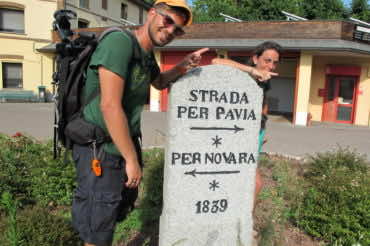 STRADA
PER PAVIA
PER NOVARA
1839